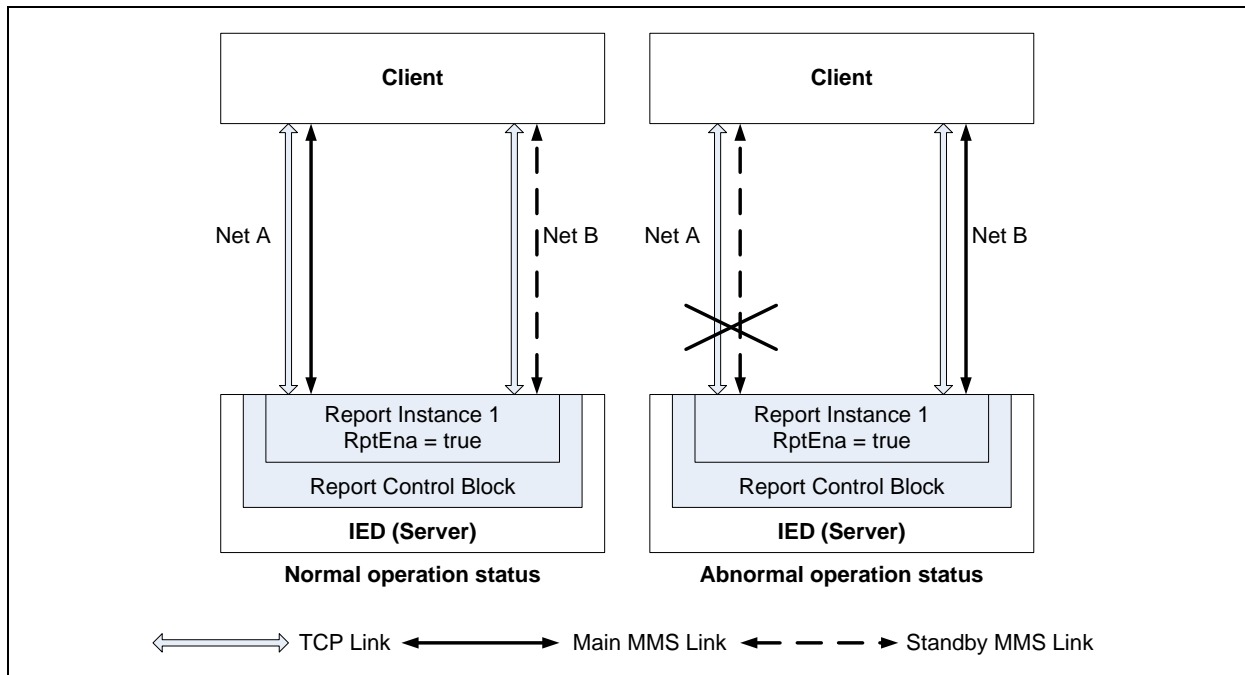 Client
Net A
Net B
Report Instance 1
RptEna = true
Report Control Block
IED (Server)
Normal operation status
Client
Net A
Net B
Report Instance 1
RptEna = true
Report Control Block
IED (Server)
Abnormal operation status
TCP Link
Main MMS Link
Standby MMS Link